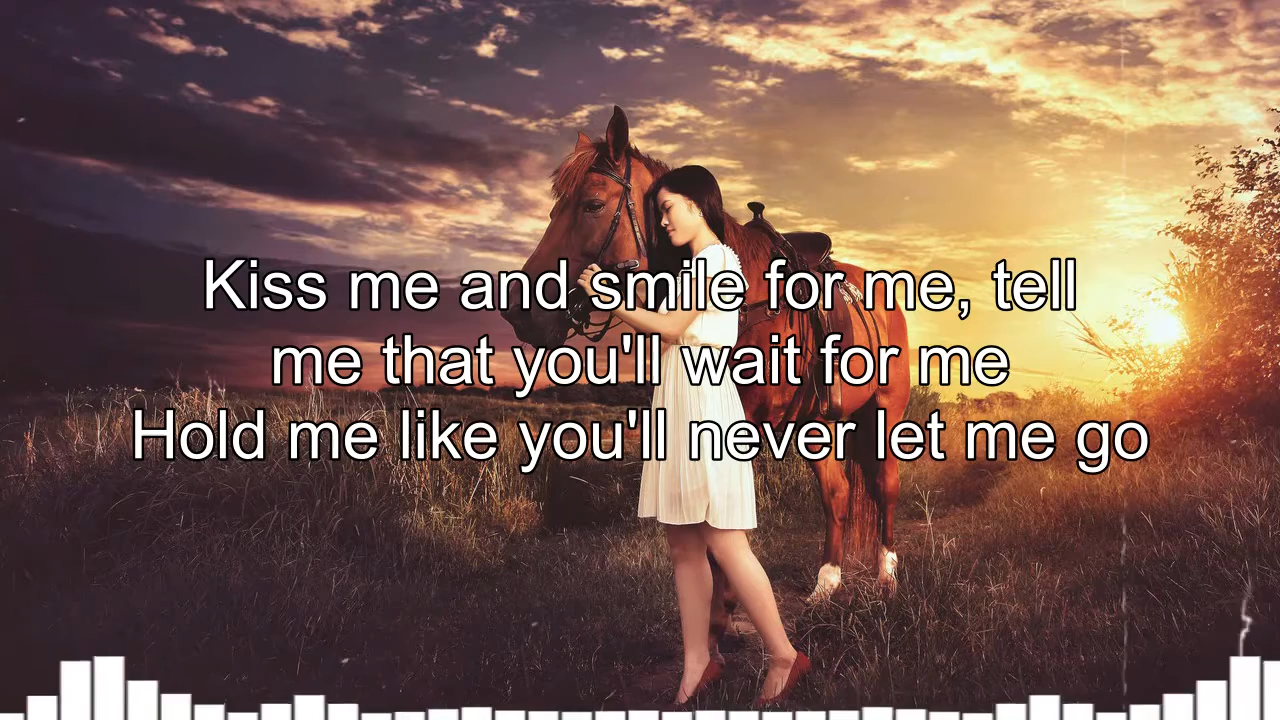 Kiss me and smile for me, tell
me that you'll wait for me
Hold me like you'll never let me go